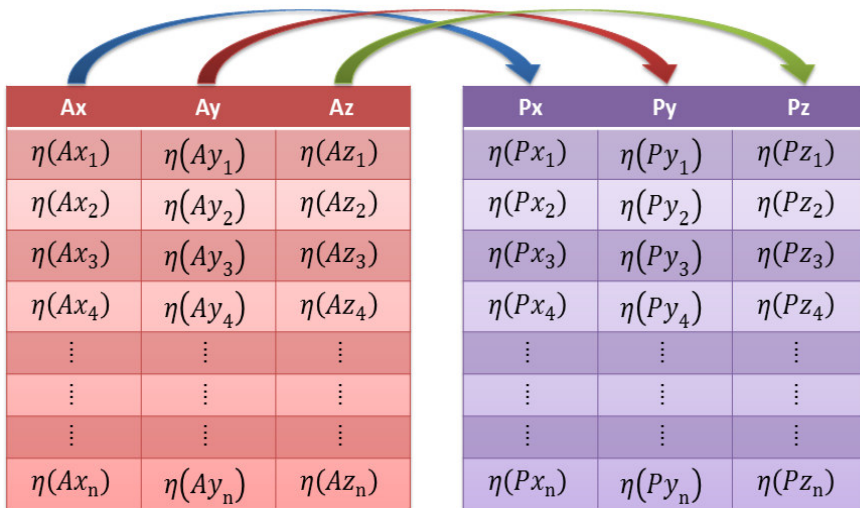 Ax Ay Az Px Py Pz
η(Ax₁) η(Ay₁) η(Az₁) η(Px₁) η(Py₁) η(Pz₁)
η(Ax₂) η(Ay₂) η(Az₂) η(Px₂) η(Py₂) η(Pz₂)
η(Ax₃) η(Ay₃) η(Az₃) η(Px₃) η(Py₃) η(Pz₃)
η(Ax₄) η(Ay₄) η(Az₄) η(Px₄) η(Py₄) η(Pz₄)
⋮ ⋮ ⋮ ⋮ ⋮ ⋮
⋮ ⋮ ⋮ ⋮ ⋮ ⋮
⋮ ⋮ ⋮ ⋮ ⋮ ⋮
η(Axₙ) η(Ayₙ) η(Azₙ) η(Pxₙ) η(Pyₙ) η(Pzₙ)